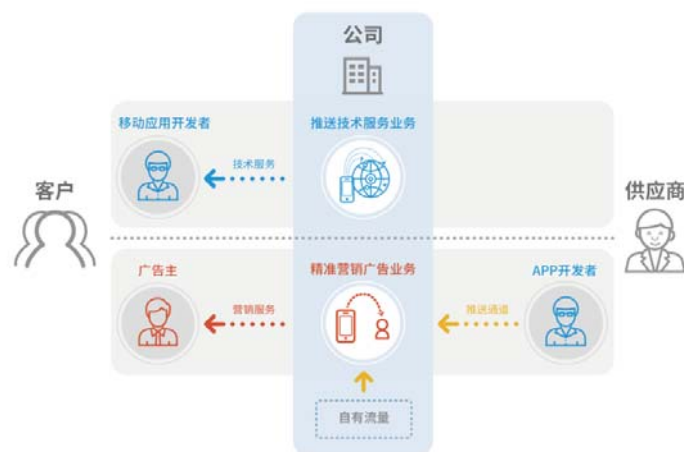 公司
移动应用开发者
推送技术服务业务
技术服务
客户
供应商
广告主
精准营销广告业务
APP开发者
营销服务
推送通道
自有流量